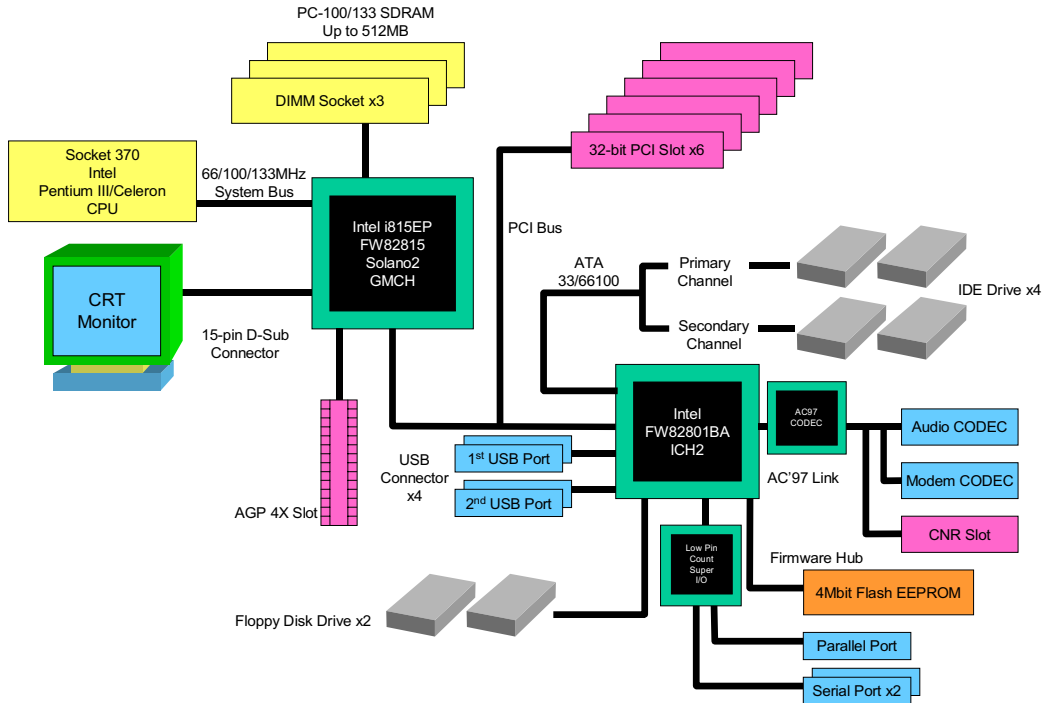 PC-100/133 SDRAM
Up to 512MB
DIMM Socket x3
32-bit PCI Slot x6
Socket 370
Intel
Pentium III/Celeron
CPU
66/100/133MHz
System Bus
Intel i815EP
FW82815
Solano2
GMCH
PCI Bus
ATA
33/66100
Primary
Channel
IDE Drive x4
Secondary
Channel
CRT
Monitor
15-pin D-Sub
Connector
Intel
FW82801BA
ICH2
AC97
CODEC
Audio CODEC
AC'97 Link
Modem CODEC
CNR Slot
USB
Connector
x4
1st USB Port
2nd USB Port
AGP 4X Slot
Low Pin
Count
Super
I/O
Firmware Hub
4Mbit Flash EEPROM
Floppy Disk Drive x2
Parallel Port
Serial Port x2